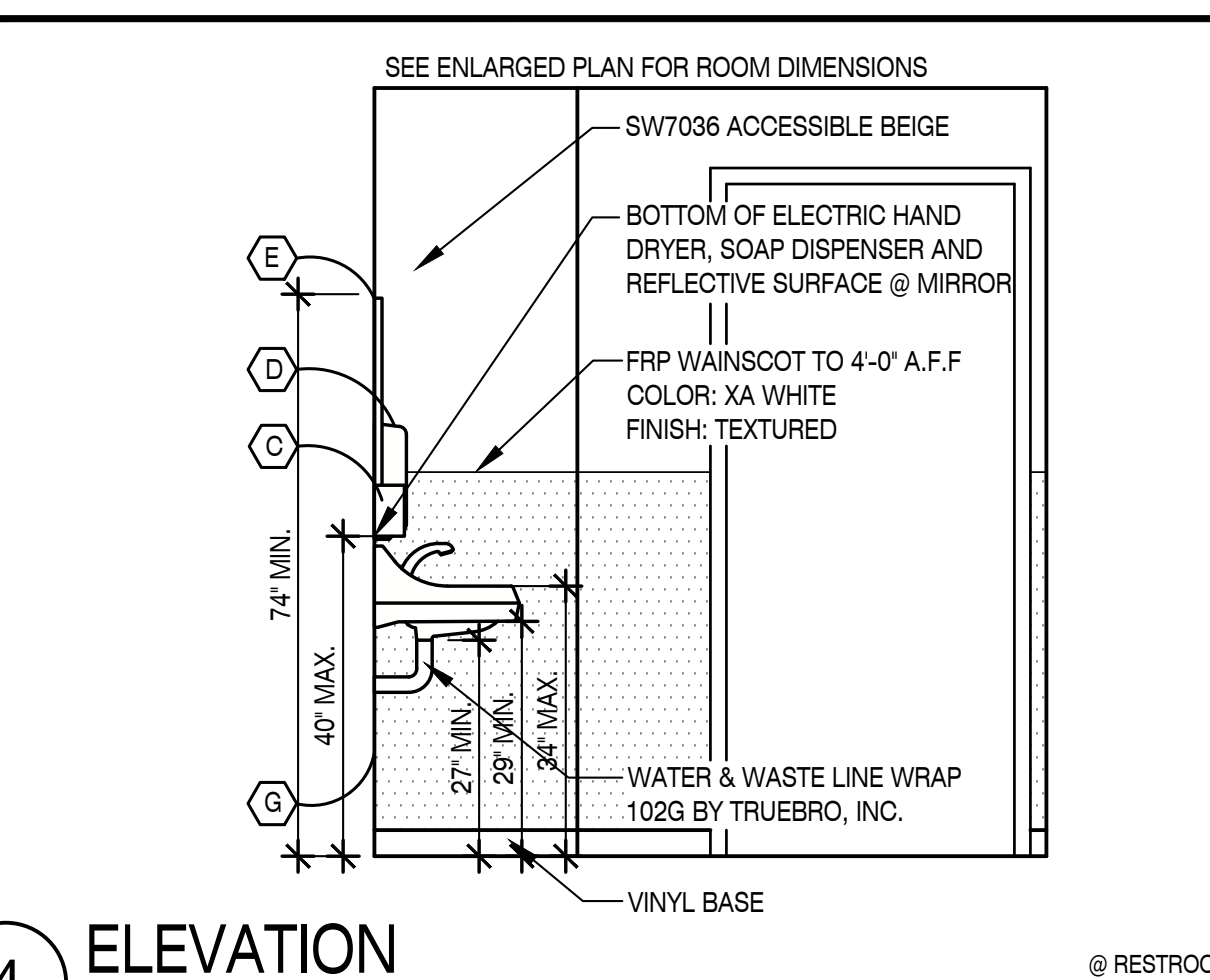 SEE ENLARGED PLAN FOR ROOM DIMENSIONS
SW7036 ACCESSIBLE BEIGE
BOTTOM OF ELECTRIC HAND
DRYER, SOAP DISPENSER AND
REFLECTIVE SURFACE @ MIRROR
E
D
FRP WAINSCOT TO 4'-0" A.F.F
COLOR: XA WHITE
FINISH: TEXTURED
C
74" MIN.
40" MAX.
27" MIN.
29" MIN.
34" MAX.
WATER & WASTE LINE WRAP
102G BY TRUEBRO, INC.
G
VINYL BASE
4
ELEVATION